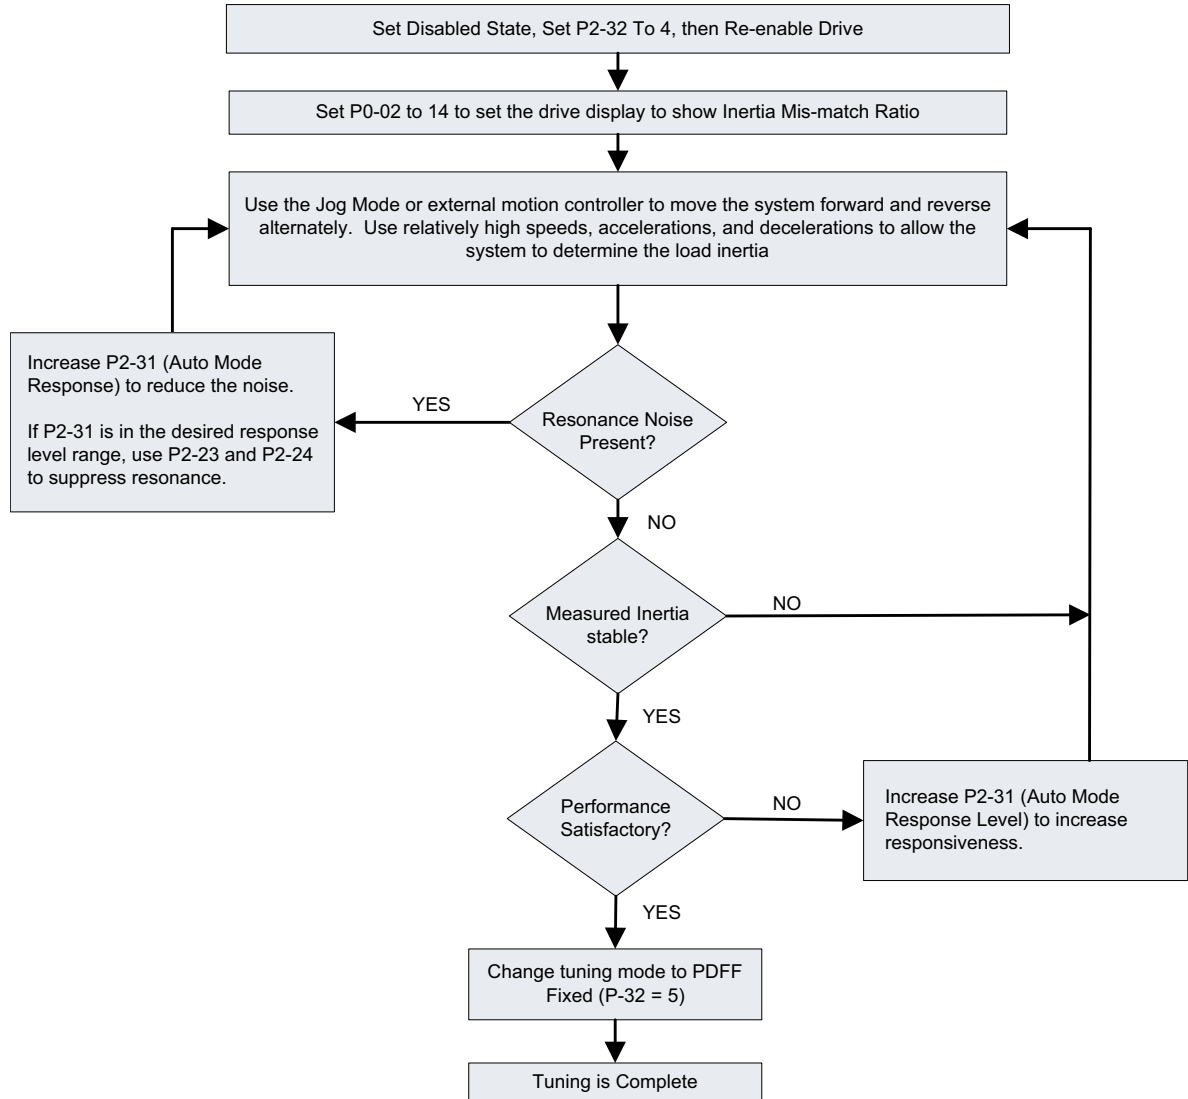 Set Disabled State, Set P2-32 To 4, then Re-enable Drive
Set P0-02 to 14 to set the drive display to show Inertia Mis-match Ratio
Use the Jog Mode or external motion controller to move the system forward and reverse
alternately.  Use relatively high speeds, accelerations, and decelerations to allow the
system to determine the load inertia
Increase P2-31 (Auto Mode
Response) to reduce the noise.
If P2-31 is in the desired response
level range, use P2-23 and P2-24
to suppress resonance.
YES
Resonance Noise
Present?
NO
Measured Inertia
stable?
NO
YES
Performance
Satisfactory?
NO
Increase P2-31 (Auto Mode
Response Level) to increase
responsiveness.
YES
Change tuning mode to PDFF
Fixed (P-32 = 5)
Tuning is Complete